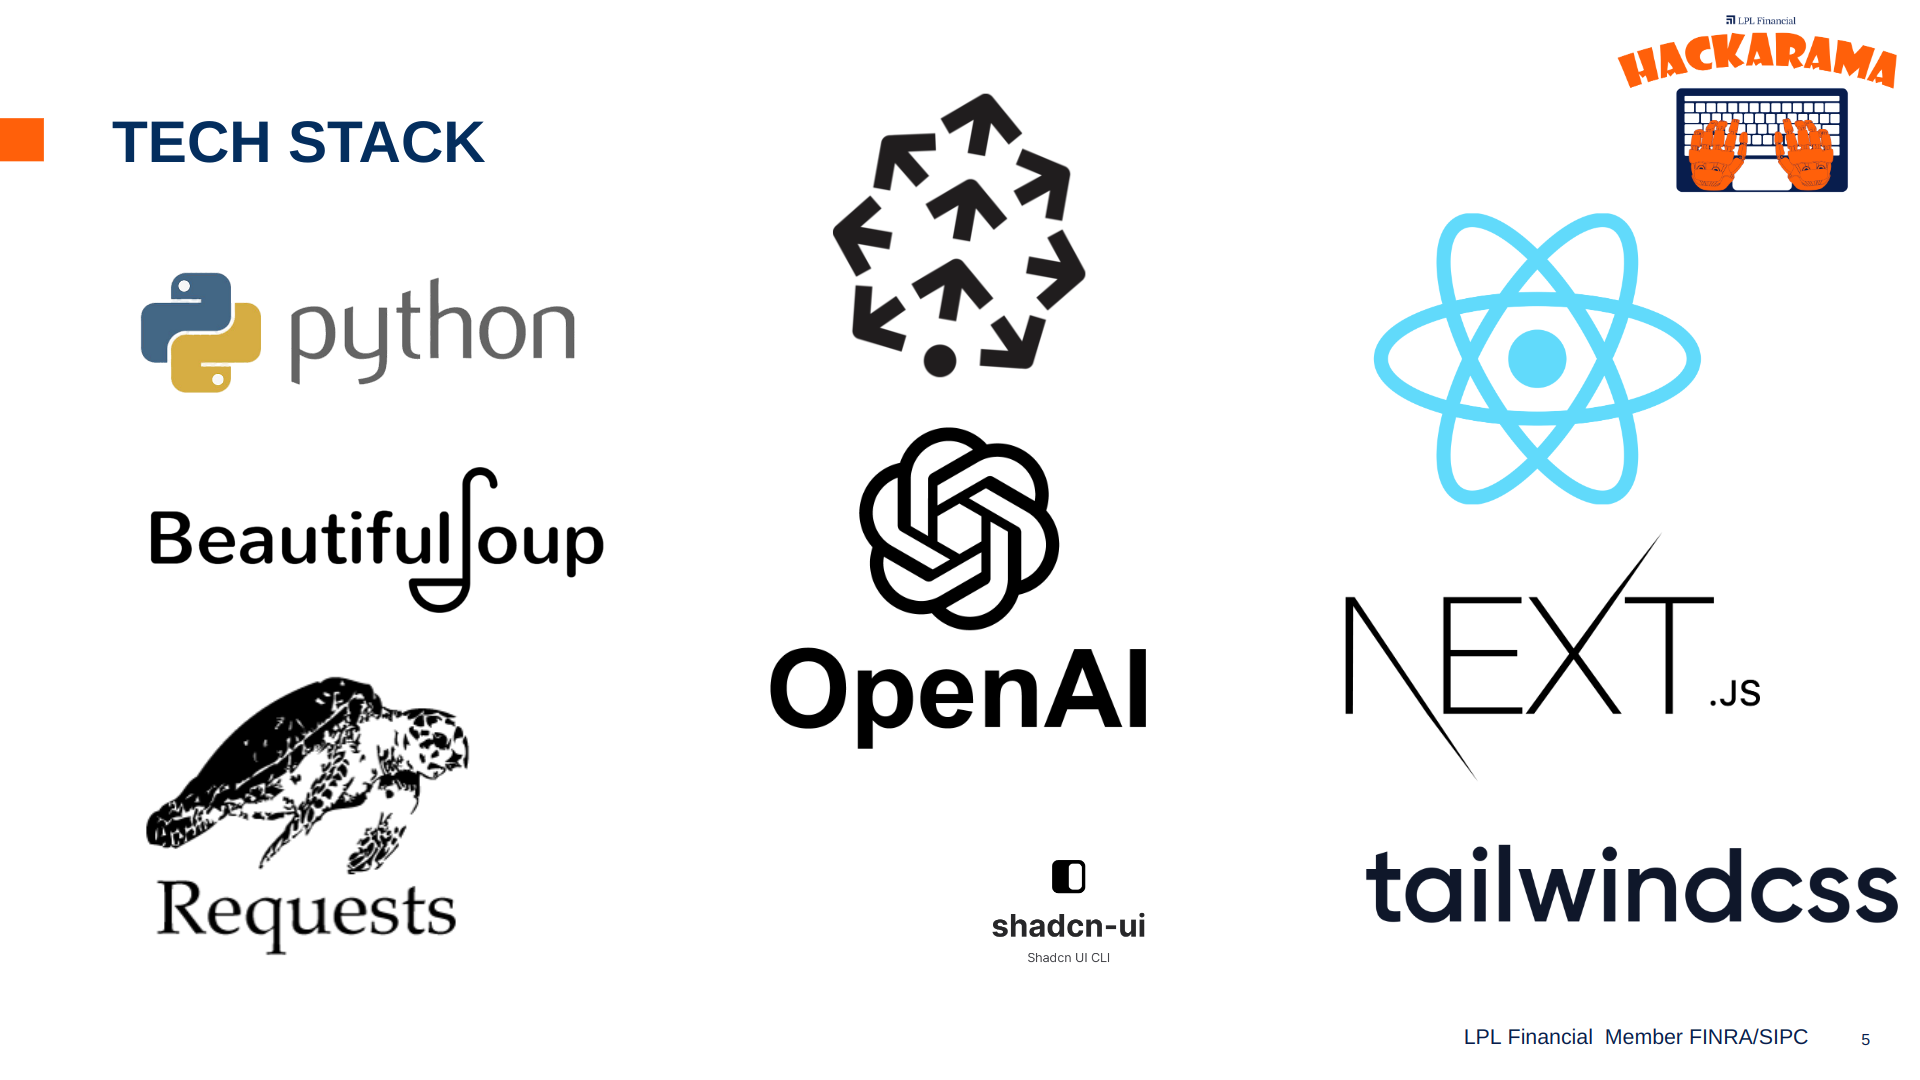 LPL Financial
HACKARAMA
TECH STACK
python
BeautifulSoup
Requests
OpenAI
shadcn-ui
Shadcn UI CLI
NEXT.JS
tailwindcss
LPL Financial Member FINRA/SIPC
5